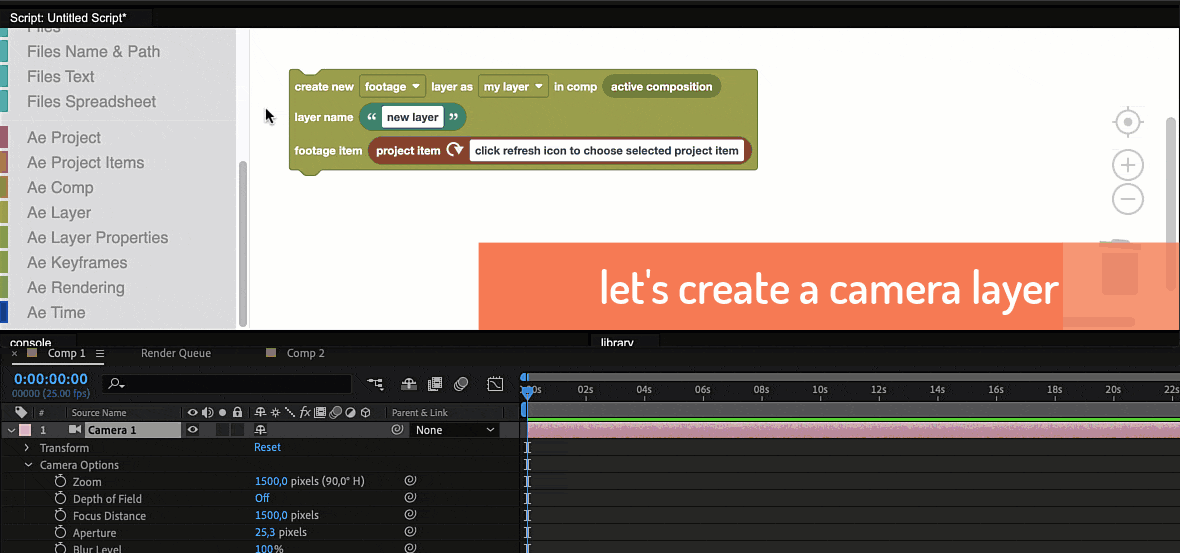 Script: Untitled Script*
Files
Files Name & Path
Files Text
Files Spreadsheet
Ae Project
Ae Project Items
Ae Comp
Ae Layer
Ae Layer Properties
Ae Keyframes
Ae Rendering
Ae Time
create new footage layer as my layer in comp active composition
layer name “ new layer ”
footage item project item click refresh icon to choose selected project item
let's create a camera layer
console
library
× Comp 1 Render Queue Comp 2
0:00:00:00
00000 (25.00 fps)
00s 02s 04s 06s 08s 10s 12s 14s 16s 18s 20s 22s
# Source Name fx Parent & Link
1 Camera 1 None
Transform Reset
Camera Options
Zoom 1500,0 pixels (90,0° H)
Depth of Field Off
Focus Distance 1500,0 pixels
Aperture 25,3 pixels
Blur Level 100%